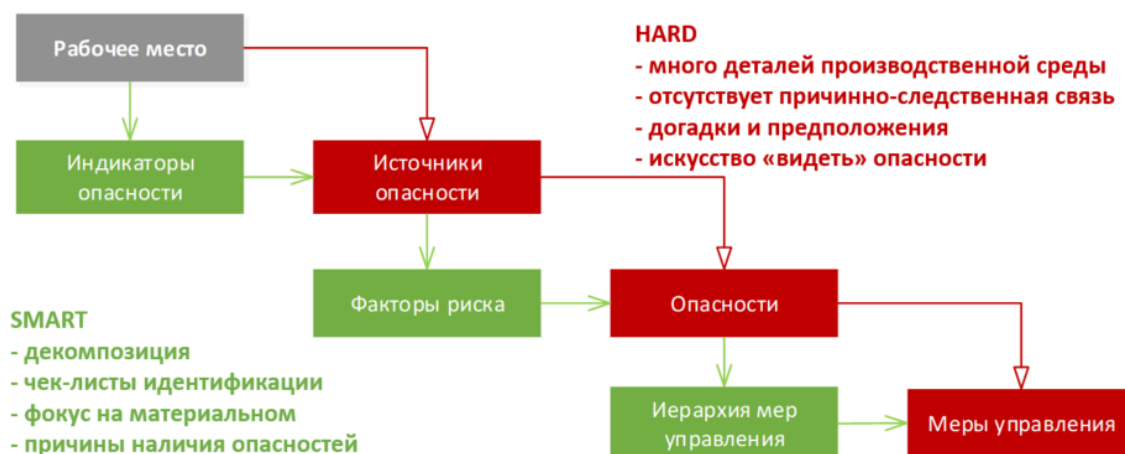 Рабочее место
HARD
- много деталей производственной среды
- отсутствует причинно-следственная связь
- догадки и предположения
- искусство «видеть» опасности
Индикаторы
опасности
Источники
опасности
Факторы риска
Опасности
SMART
- декомпозиция
- чек-листы идентификации
- фокус на материальном
- причины наличия опасностей
Иерархия мер
управления
Меры управления